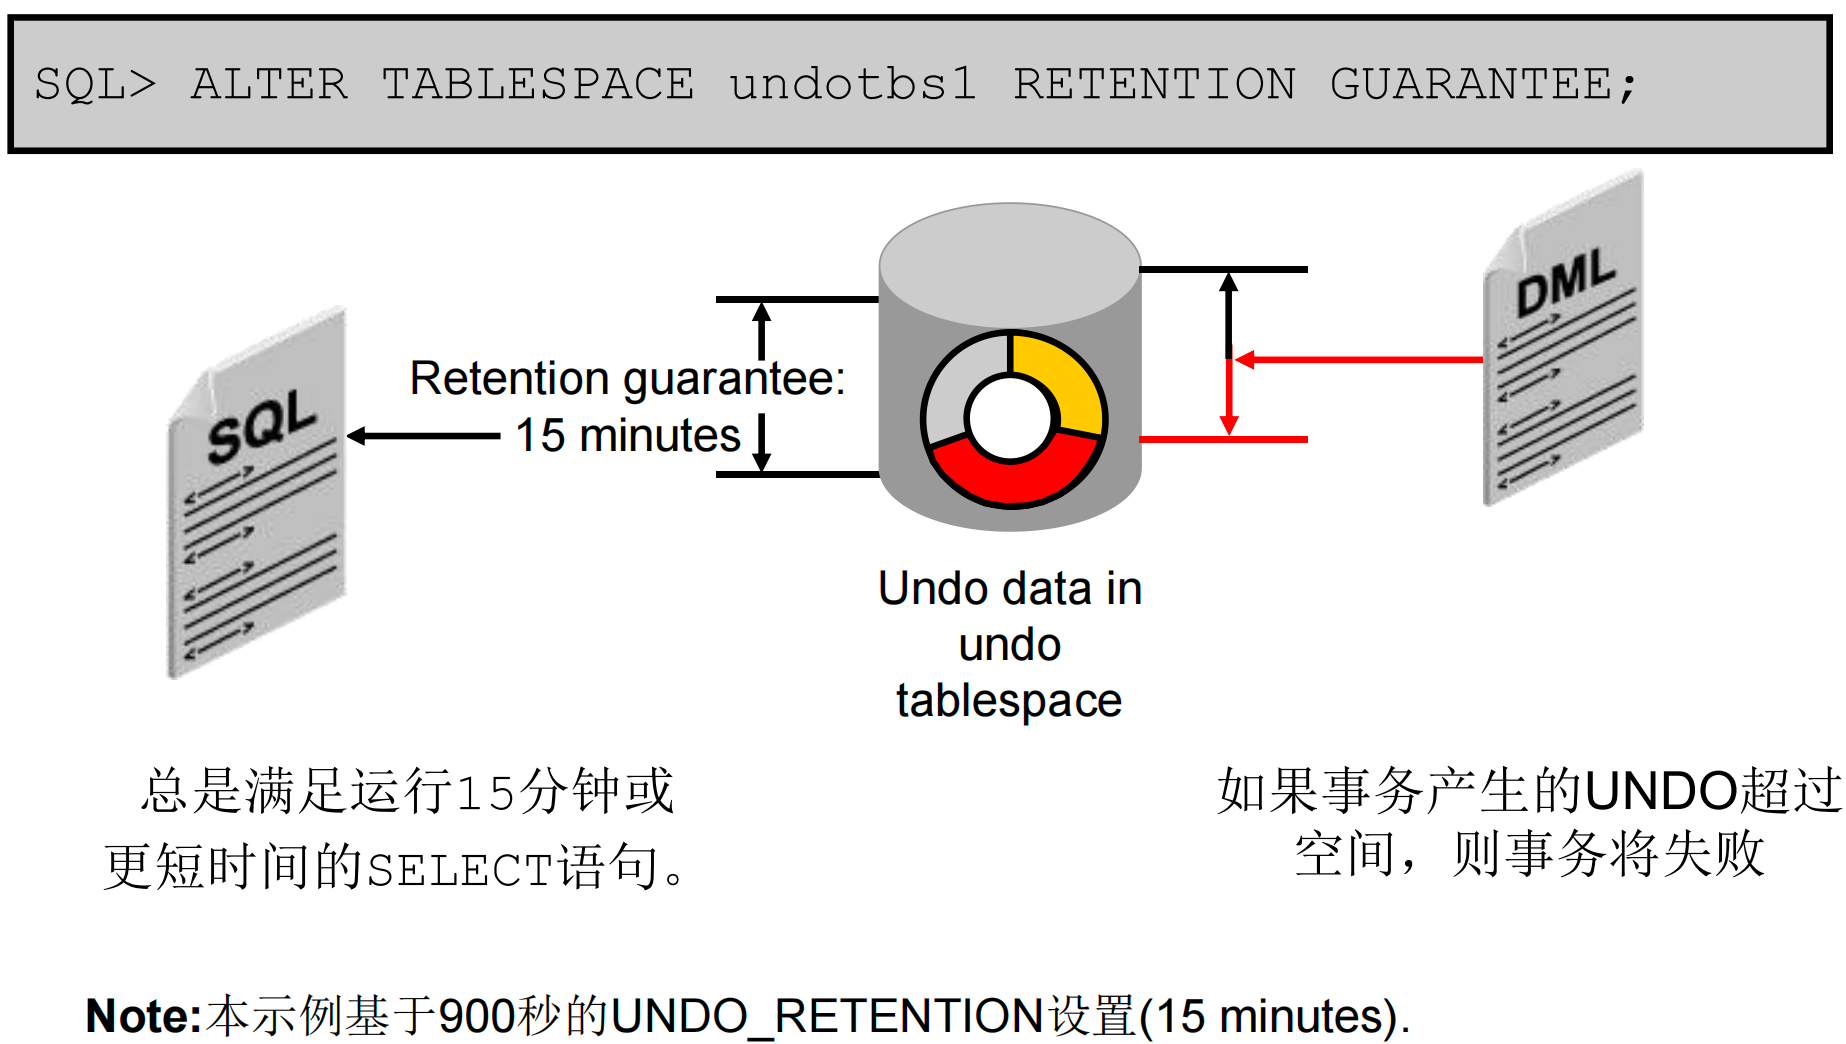 SQL> ALTER TABLESPACE undotbs1 RETENTION GUARANTEE;
DML
SQL
Retention guarantee:
15 minutes
Undo data in
undo
tablespace
总是满足运行15分钟或
更短时间的SELECT语句。
如果事务产生的UNDO超过
空间，则事务将失败
Note:本示例基于900秒的UNDO_RETENTION设置(15 minutes).